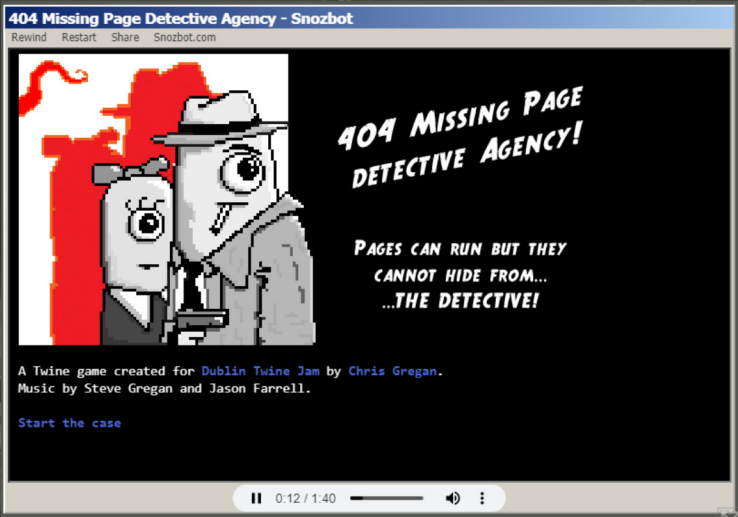 404 Missing Page Detective Agency - Snozbot
Rewind Restart Share Snozbot.com
404 Missing Page
Detective Agency!
Pages can run but they
cannot hide from...
...THE DETECTIVE!
A Twine game created for Dublin Twine Jam by Chris Gregan.
Music by Steve Gregan and Jason Farrell.
Start the case
0:12 / 1:40